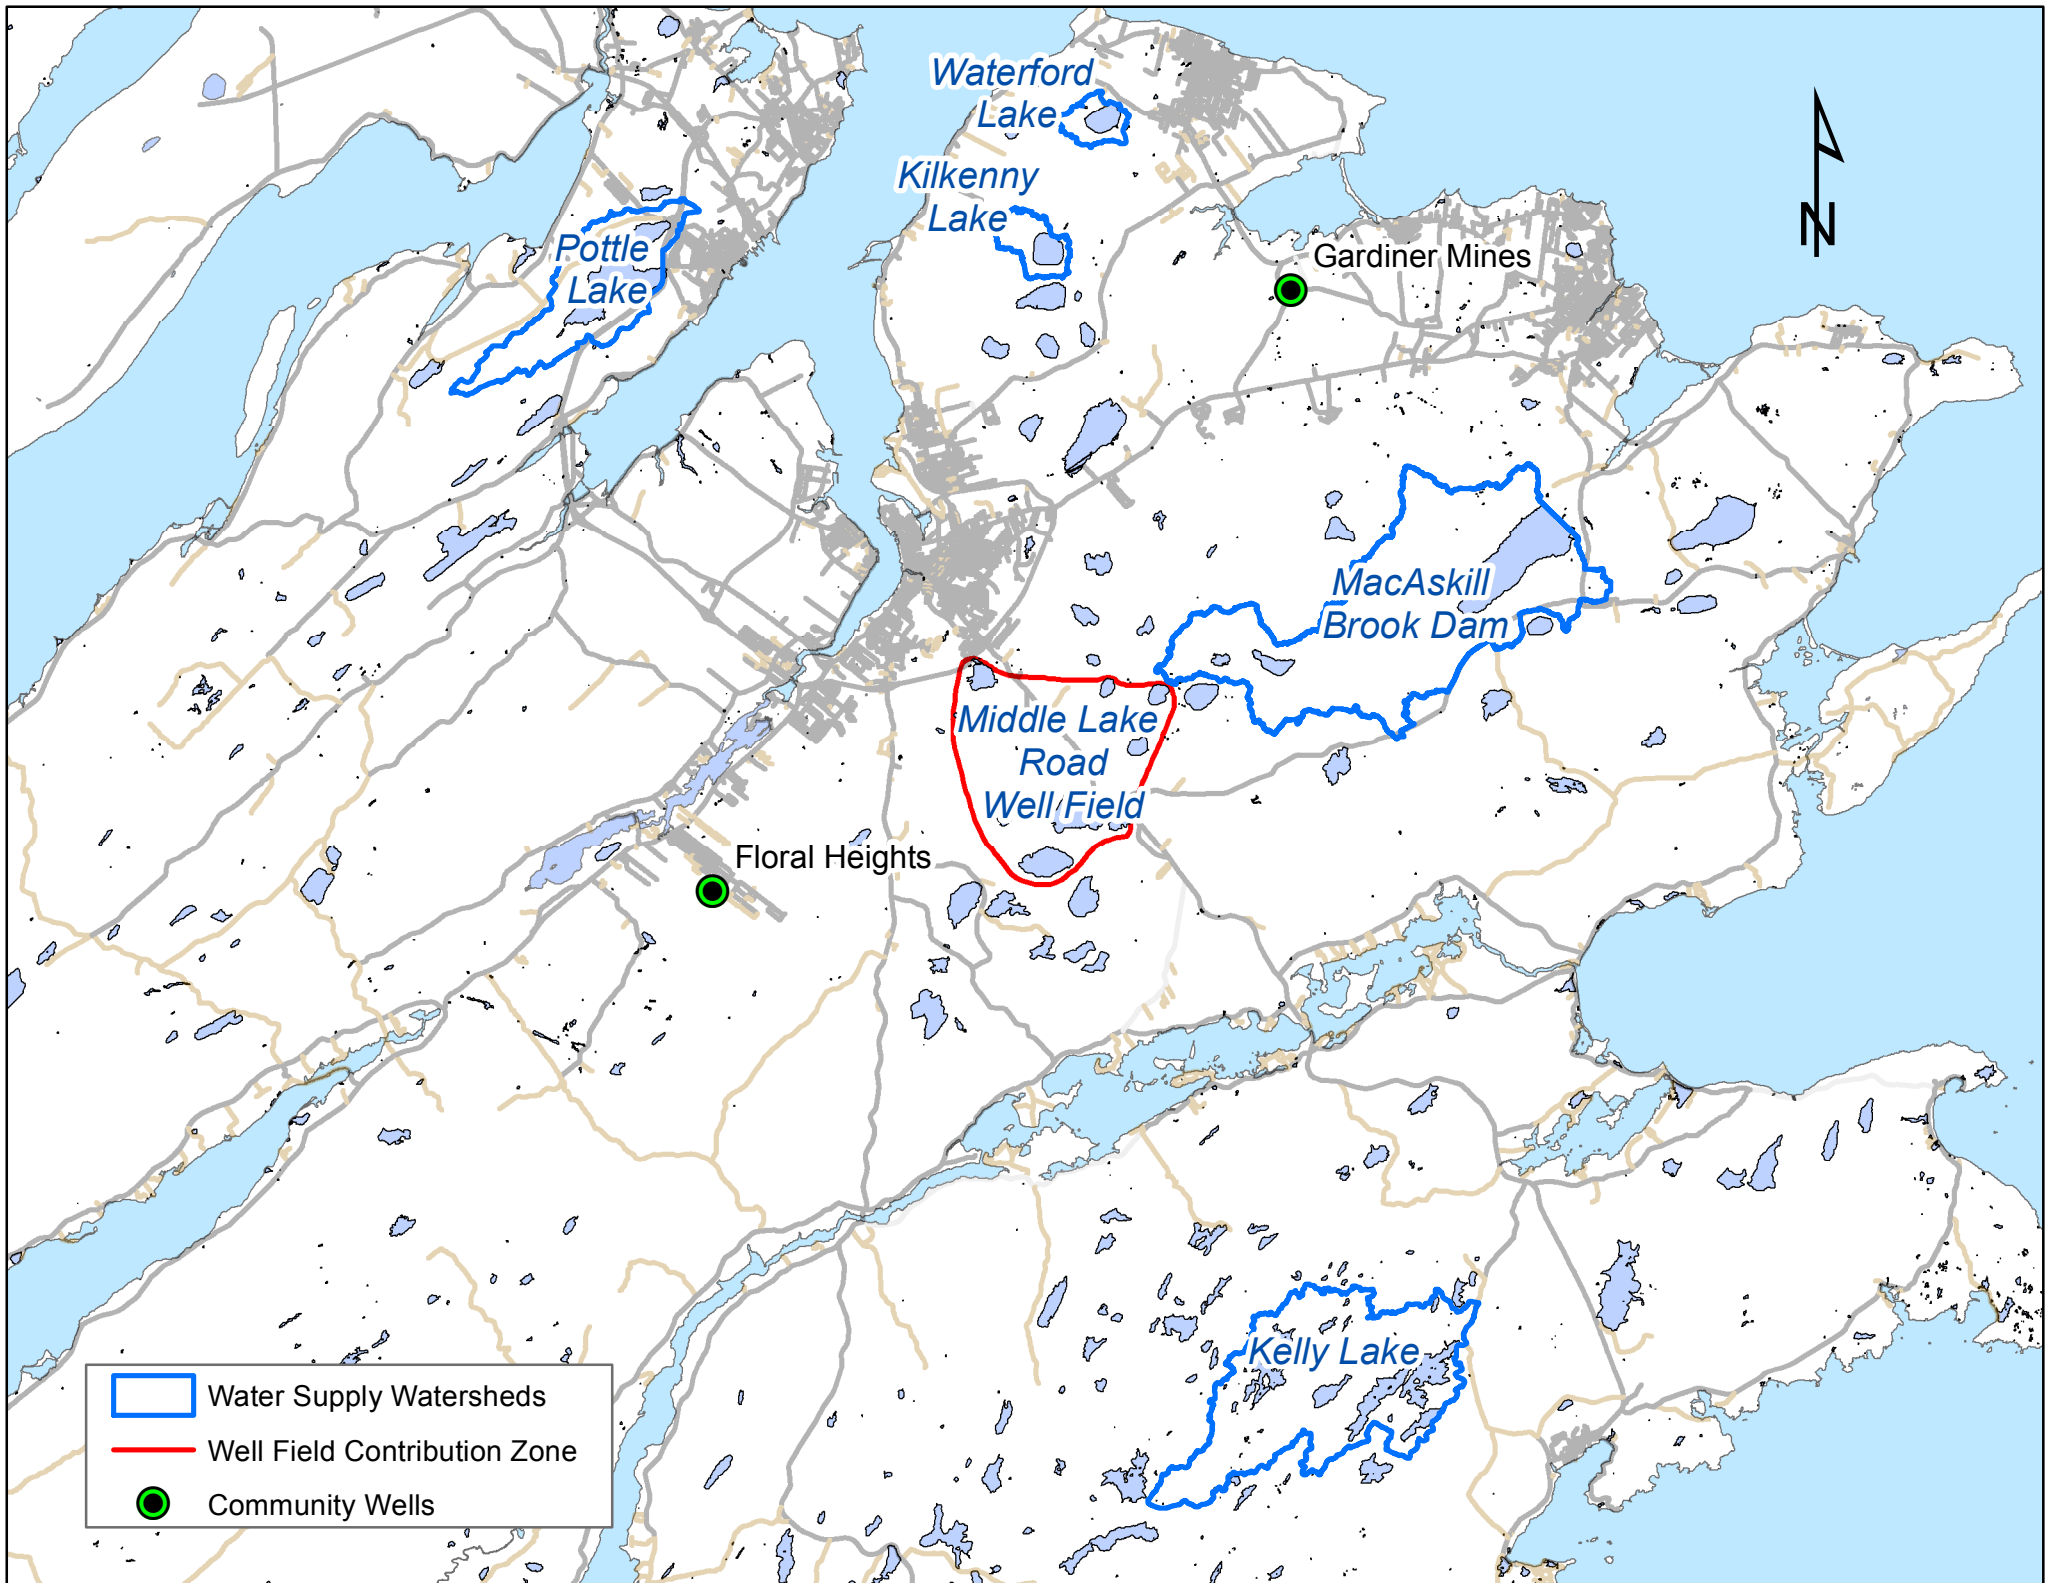 Waterford
Lake
Kilkenny
Lake
N
Pottle
Lake
Gardiner Mines
MacAskill
Brook Dam
Middle Lake
Road
Well Field
Floral Heights
Kelly Lake
Water Supply Watersheds
Well Field Contribution Zone
Community Wells